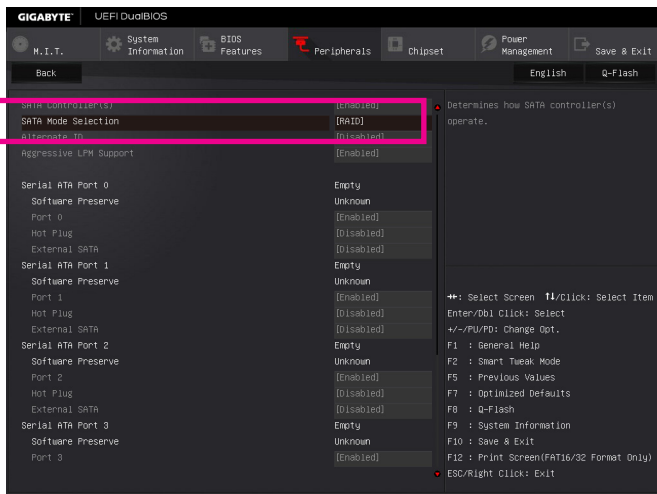 GIGABYTE™ UEFI DualBIOS
M.I.T. System Information BIOS Features Peripherals Chipset Power Management Save & Exit
Back English Q-Flash
SATA Controller(s) [Enabled]
SATA Mode Selection [RAID]
Alternate ID [Disabled]
Aggressive LPM Support [Enabled]
Serial ATA Port 0 Empty
Software Preserve Unknown
Port 0 [Enabled]
Hot Plug [Disabled]
External SATA [Disabled]
Serial ATA Port 1 Empty
Software Preserve Unknown
Port 1 [Enabled]
Hot Plug [Disabled]
External SATA [Disabled]
Serial ATA Port 2 Empty
Software Preserve Unknown
Port 2 [Enabled]
Hot Plug [Disabled]
External SATA [Disabled]
Serial ATA Port 3 Empty
Software Preserve Unknown
Port 3 [Enabled]
Determines how SATA controller(s)
operate.
→←: Select Screen ↑↓/Click: Select Item
Enter/Dbl Click: Select
+/-/PU/PD: Change Opt.
F1 : General Help
F2 : Smart Tweak Mode
F5 : Previous Values
F7 : Optimized Defaults
F8 : Q-Flash
F9 : System Information
F10 : Save & Exit
F12 : Print Screen(FAT16/32 Format Only)
ESC/Right Click: Exit